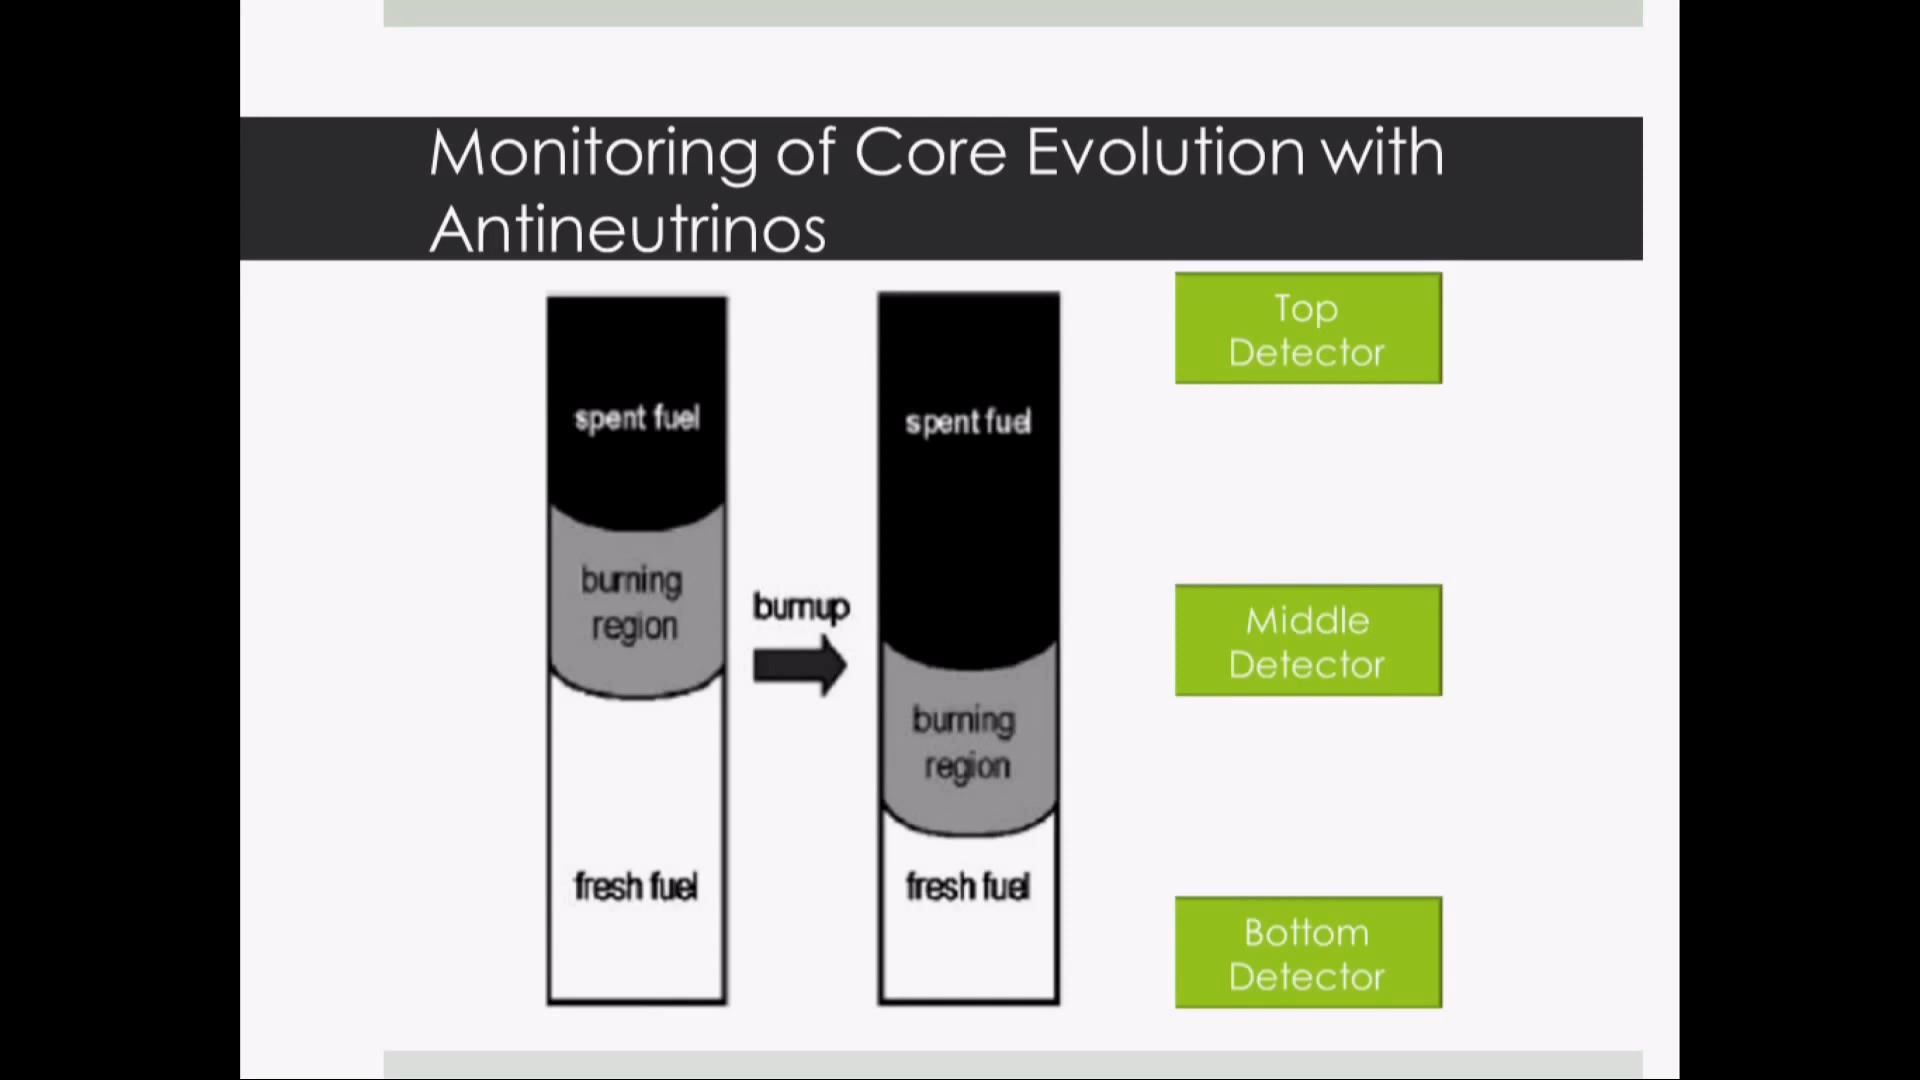 Monitoring of Core Evolution with
Antineutrinos
spent fuel
burning
region
fresh fuel
burnup
spent fuel
burning
region
fresh fuel
Top
Detector
Middle
Detector
Bottom
Detector